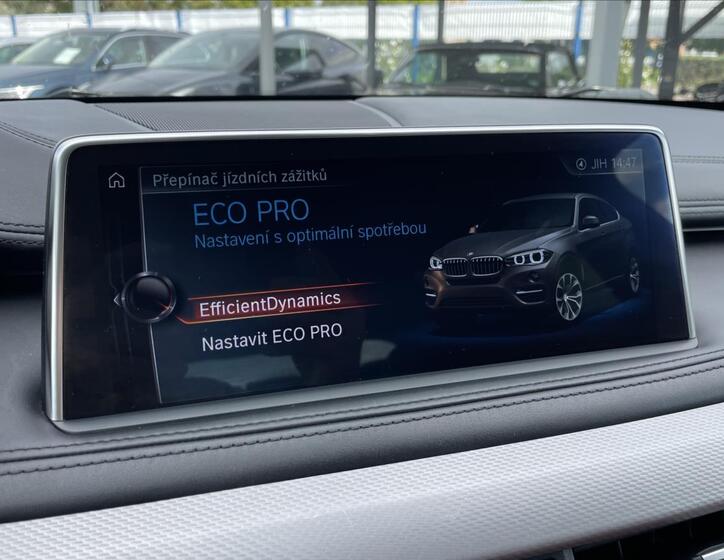 Přepínač jízdních zážitků
JIH 14:47
ECO PRO
Nastavení s optimální spotřebou
EfficientDynamics
Nastavit ECO PRO